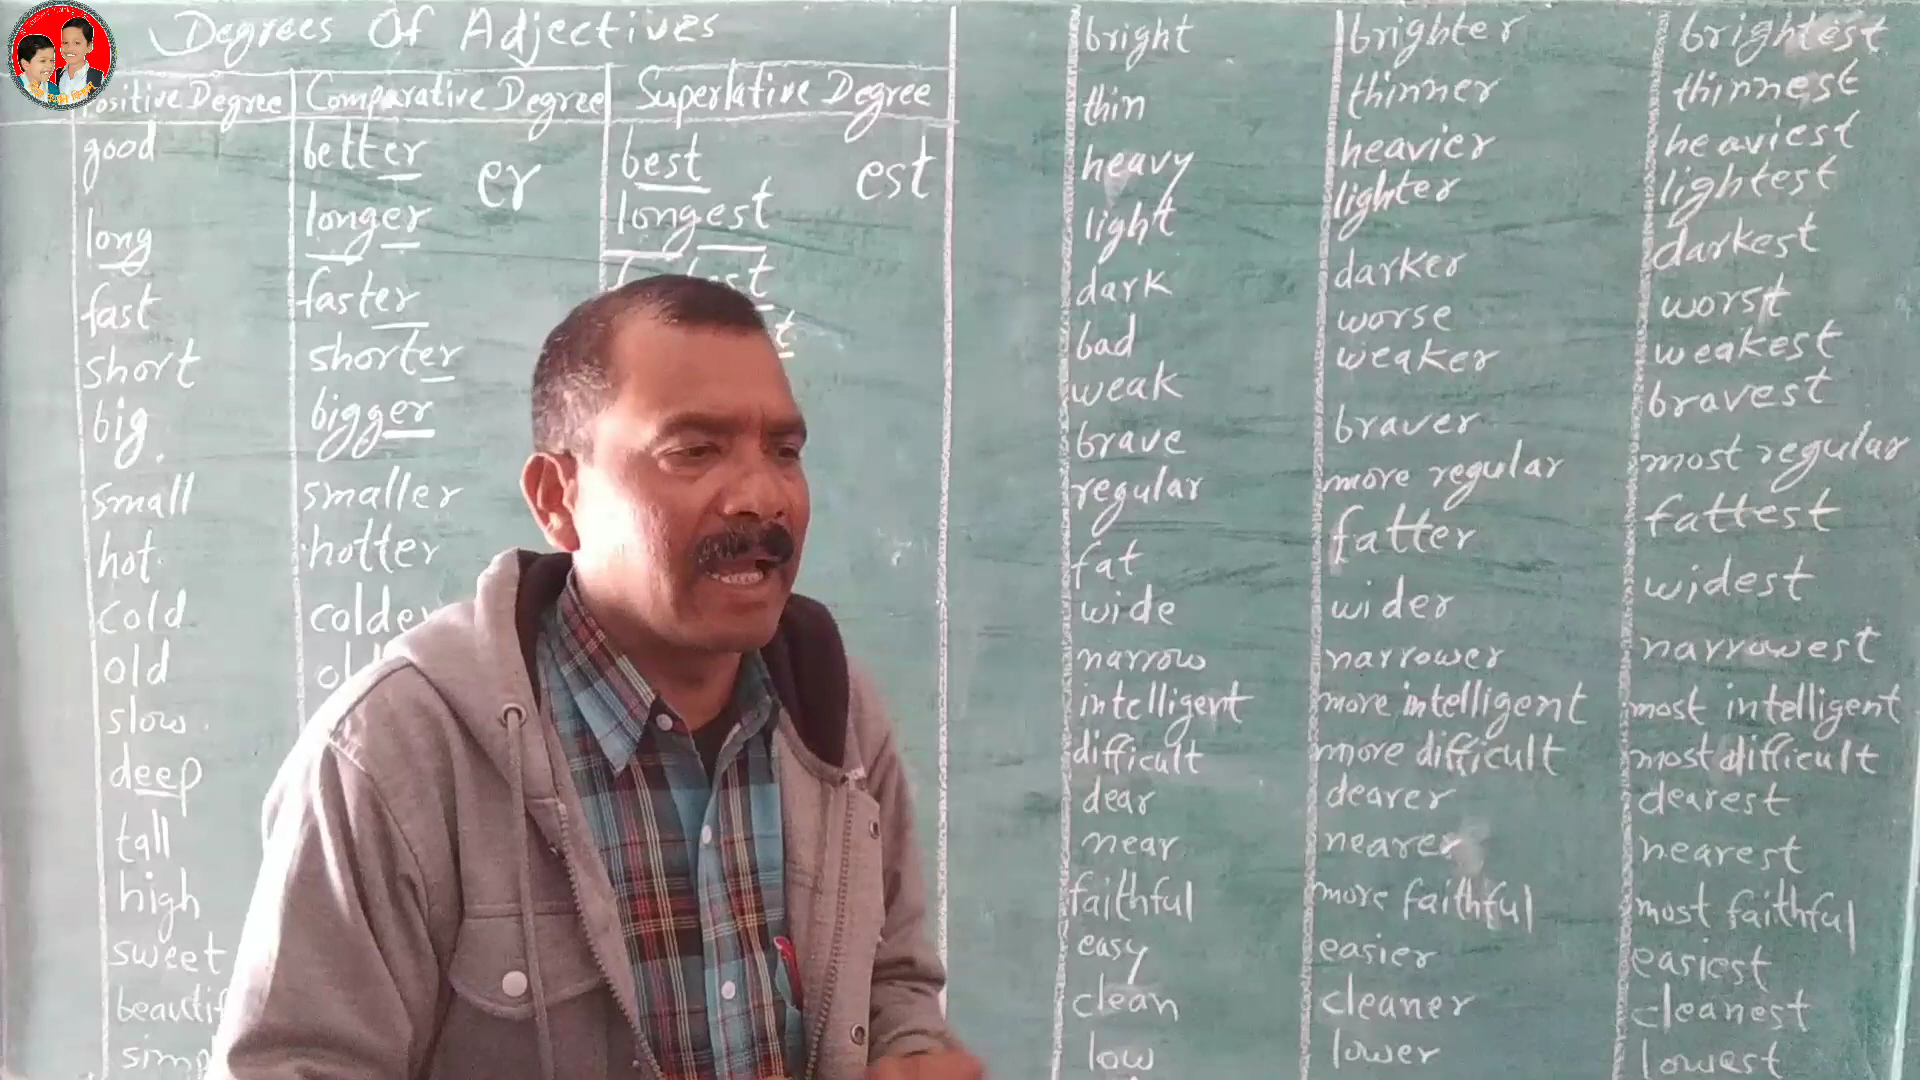 Degrees Of Adjectives
Positive Degree Comparative Degree Superlative Degree
good better er best est
long longer longest
fast faster
short shorter
big. bigger
small smaller
hot. hotter
cold colder
old
slow.
deep
tall
high
sweet
bright brighter brightest
thin thinner thinnest
heavy heavier heaviest
light lighter lightest
dark darker darkest
bad worse worst
weak weaker weakest
brave braver bravest
regular more regular most regular
fat fatter fattest
wide wider widest
narrow narrower narrowest
intelligent more intelligent most intelligent
difficult more difficult most difficult
dear dearer dearest
near nearer nearest
faithful more faithful most faithful
easy easier easiest
clean cleaner cleanest
low lower lowest